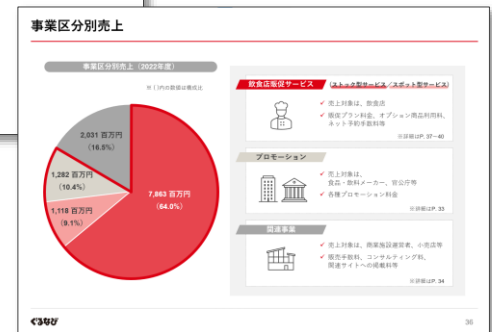 事業区分別売上
事業区分別売上（2022年度）
※（ ）内の数値は構成比
2,031 百万円
（16.5%）
1,282 百万円
（10.4%）
1,118 百万円
（9.1%）
7,863 百万円
（64.0%）
飲食店販促サービス （ストック型サービス／スポット型サービス）
✓ 売上対象は、飲食店
✓ 販促プラン料金、オプション商品利用料、
ネット予約手数料等
※詳細はP. 37〜40
プロモーション
✓ 売上対象は、
食品・飲料メーカー、官公庁等
✓ 各種プロモーション料金
※詳細はP. 33
関連事業
✓ 売上対象は、商業施設運営者、小売店等
✓ 販売手数料、コンサルティング料、
関連サイトへの掲載料等
※詳細はP. 34
ぐるなび
36